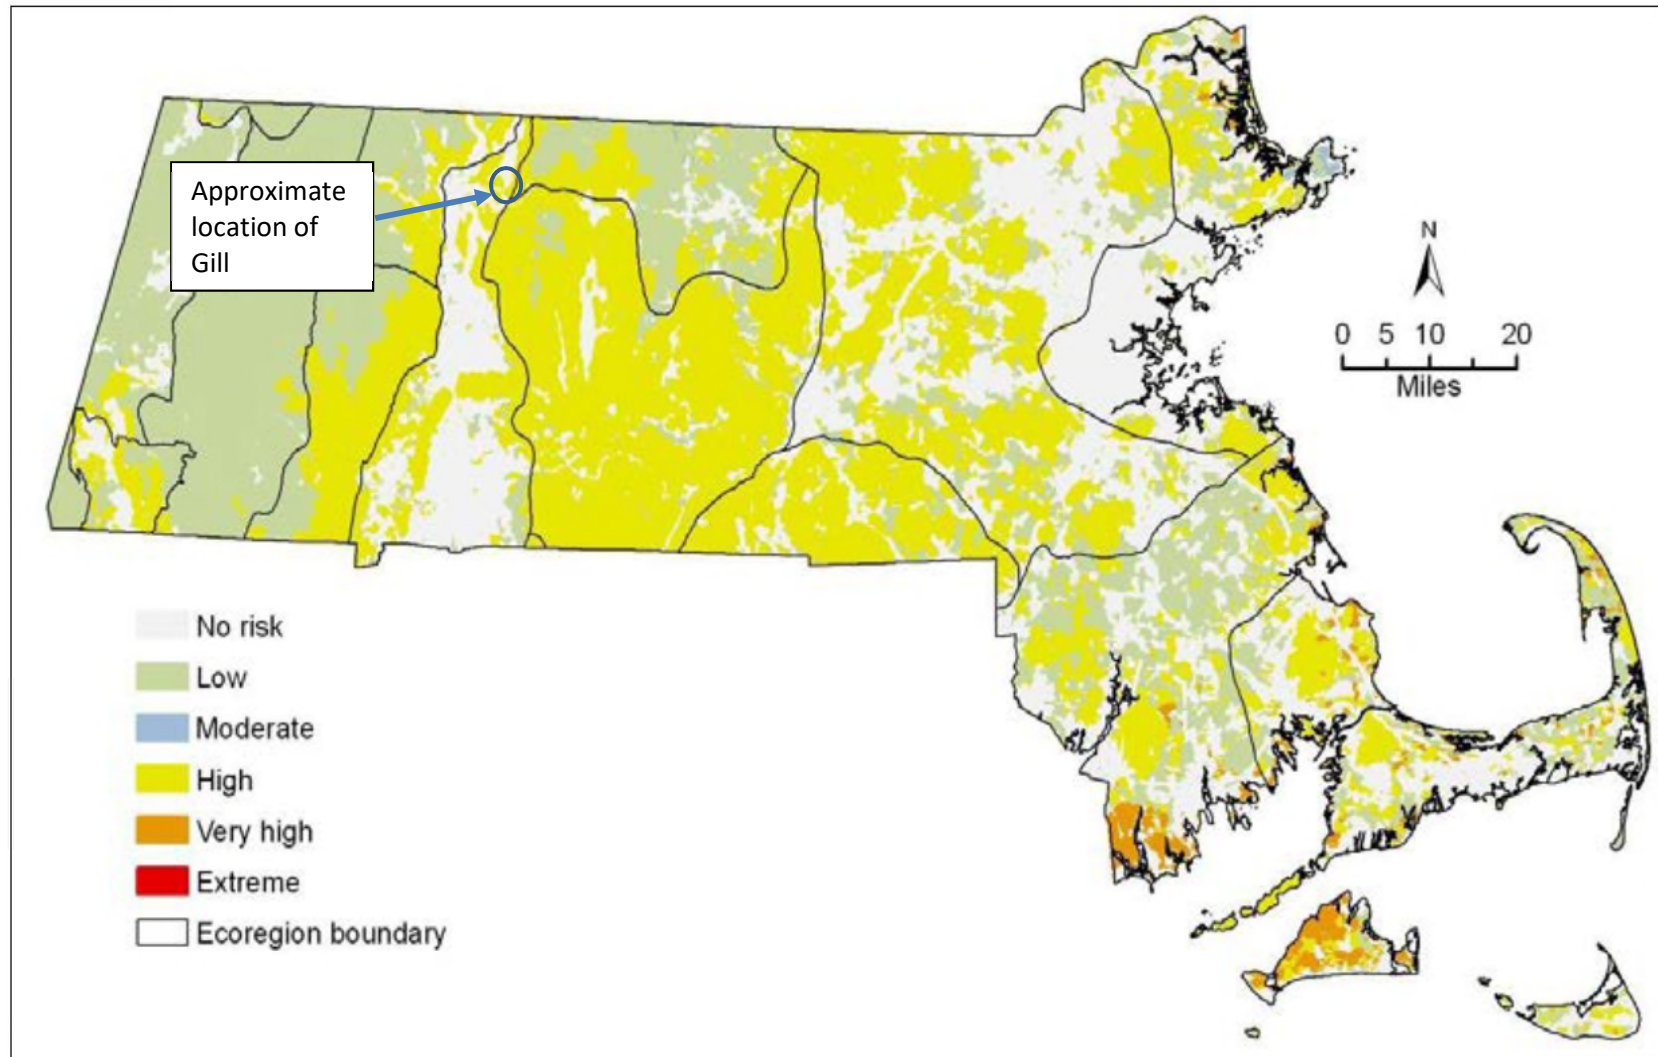 Approximate
location of
Gill
N
0 5 10 20
Miles
No risk
Low
Moderate
High
Very high
Extreme
Ecoregion boundary